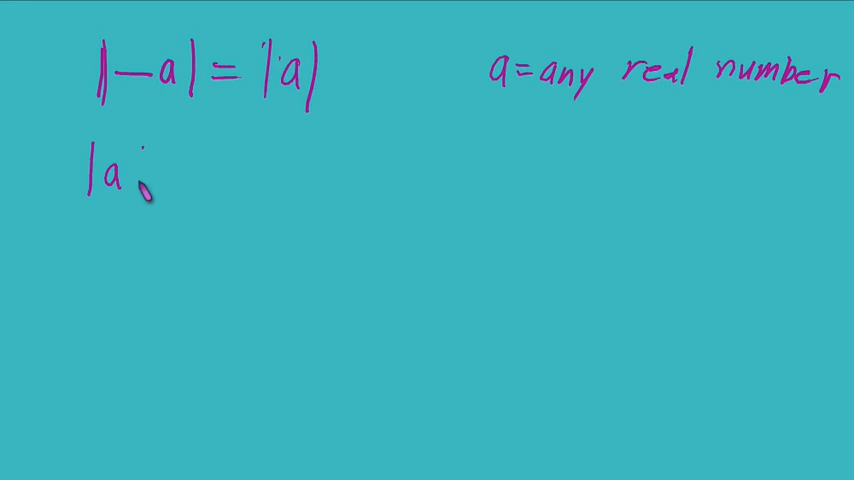 |-a| = |a| a = any real number
|a